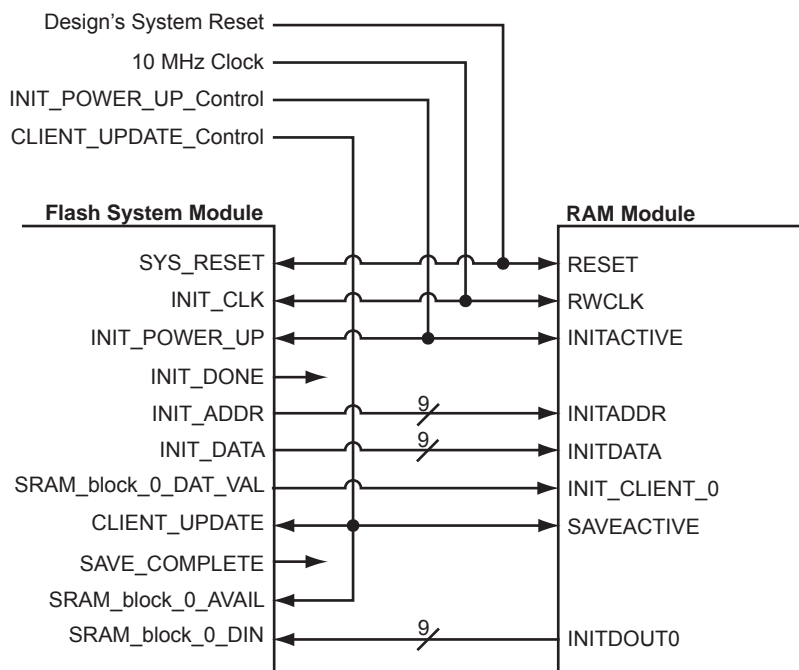 Design's System Reset
10 MHz Clock
INIT_POWER_UP_Control
CLIENT_UPDATE_Control
Flash System Module
RAM Module
SYS_RESET
RESET
INIT_CLK
RWCLK
INIT_POWER_UP
INITACTIVE
INIT_DONE
INIT_ADDR
9
INITADDR
INIT_DATA
9
INITDATA
SRAM_block_0_DAT_VAL
INIT_CLIENT_0
CLIENT_UPDATE
SAVEACTIVE
SAVE_COMPLETE
SRAM_block_0_AVAIL
SRAM_block_0_DIN
9
INITDOUT0